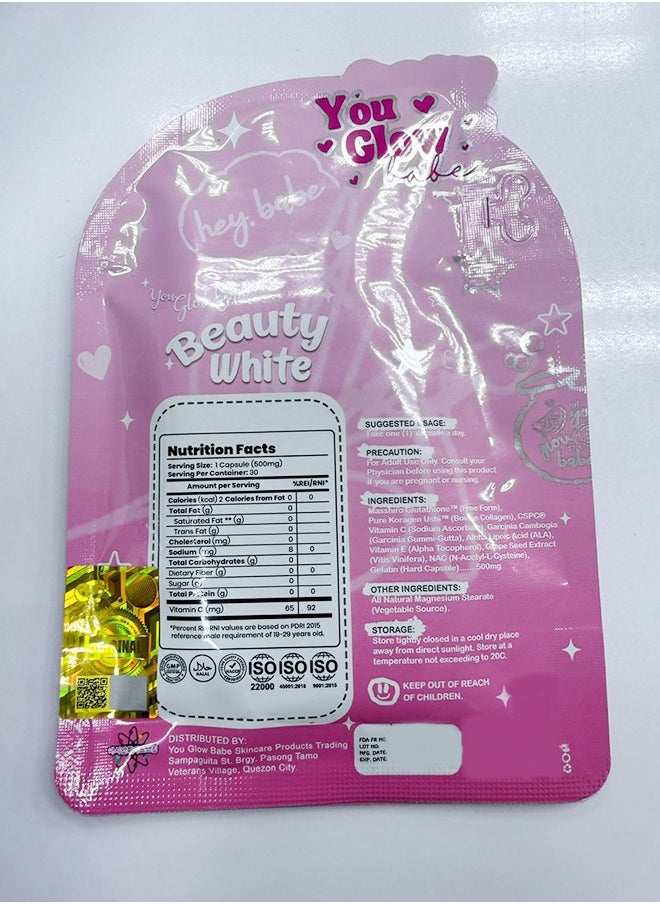 You
Glow
babe
hey, babe
You Glow
Beauty
White
Nutrition Facts
Serving Size: 1 Capsule (500mg)
Serving Per Container: 30
Amount per Serving %REI/RNI*
Calories (kcal) 2 Calories from Fat 0 0
Total Fat (g) 0
Saturated Fat ** (g) 0
Trans Fat (g) 0
Cholesterol (mg) 0
Sodium (mg) 8 0
Total Carbohydrates (g) 0
Dietary Fiber (g) 0 0
Sugar (g) 0
Total Protein (g) 0 0
Vitamin C (mg) 65 92
*Percent REI/RNI values are based on PDRI 2015
reference male requirement of 19-29 years old.
GMP
HALAL
HACCP
ISO ISO ISO
22000 45001:2018 9001:2015
SUGGESTED USAGE:
Take one (1) capsule a day.
PRECAUTION:
For Adult Use Only. Consult your
Physician before using this product
if you are pregnant or nursing.
INGREDIENTS:
Masshiro Glutathione™ (Free Form),
Pure Koragen Ushi™ (Bovine Collagen), CSPC®
Vitamin C (Sodium Ascorbate), Garcinia Cambogia
(Garcinia Gummi-Gutta), Alpha Lipoic Acid (ALA),
Vitamin E (Alpha Tocopherol), Grape Seed Extract
(Vitis Vinifera), NAC (N-Acetyl-L-Cysteine),
Gelatin (Hard Capsule)......500mg
OTHER INGREDIENTS:
All Natural Magnesium Stearate
(Vegetable Source).
STORAGE:
Store tightly closed in a cool dry place
away from direct sunlight. Store at a
temperature not exceeding to 20C.
KEEP OUT OF REACH
OF CHILDREN.
DISTRIBUTED BY:
You Glow Babe Skincare Products Trading
Sampaguita St. Brgy. Pasong Tamo
Veterans Village, Quezon City.
FDA FR NO:
LOT NO:
MFG. DATE:
EXP. DATE: